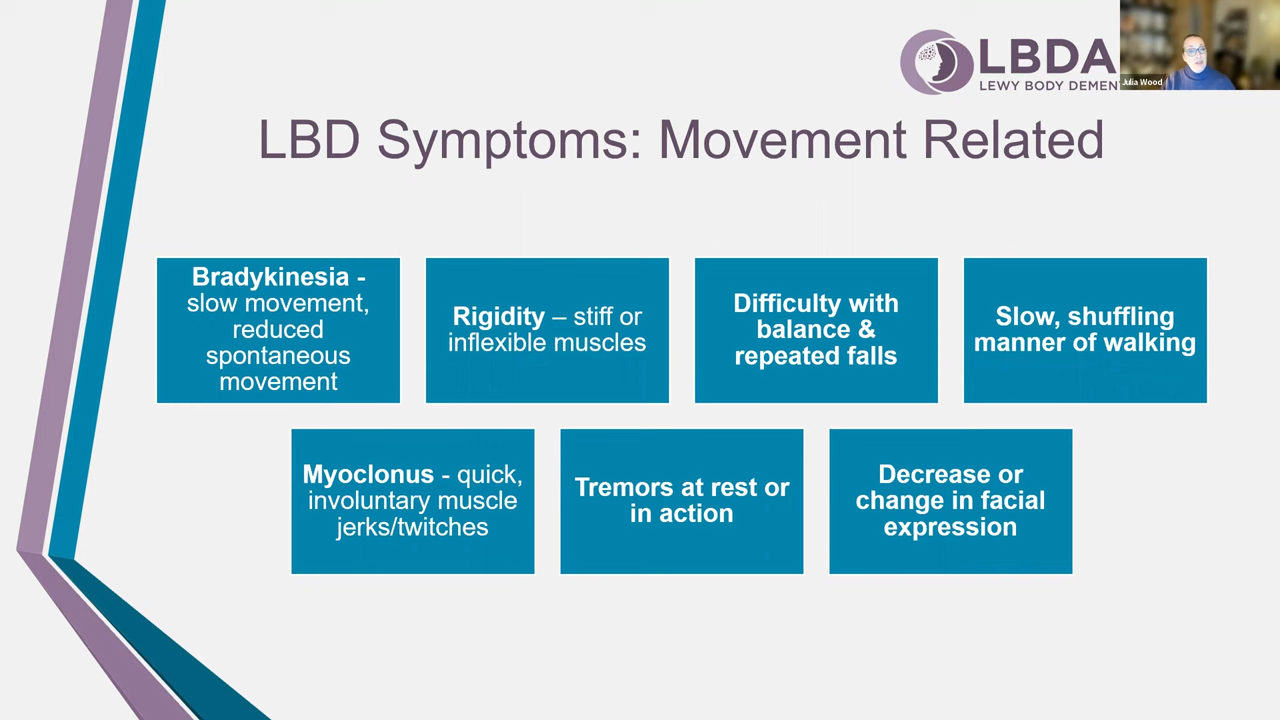 LBDA
LEWY BODY DEMEN
Julia Wood
LBD Symptoms: Movement Related
Bradykinesia -
slow movement,
reduced
spontaneous
movement
Rigidity – stiff or
inflexible muscles
Difficulty with
balance &
repeated falls
Slow, shuffling
manner of walking
Myoclonus - quick,
involuntary muscle
jerks/twitches
Tremors at rest or
in action
Decrease or
change in facial
expression